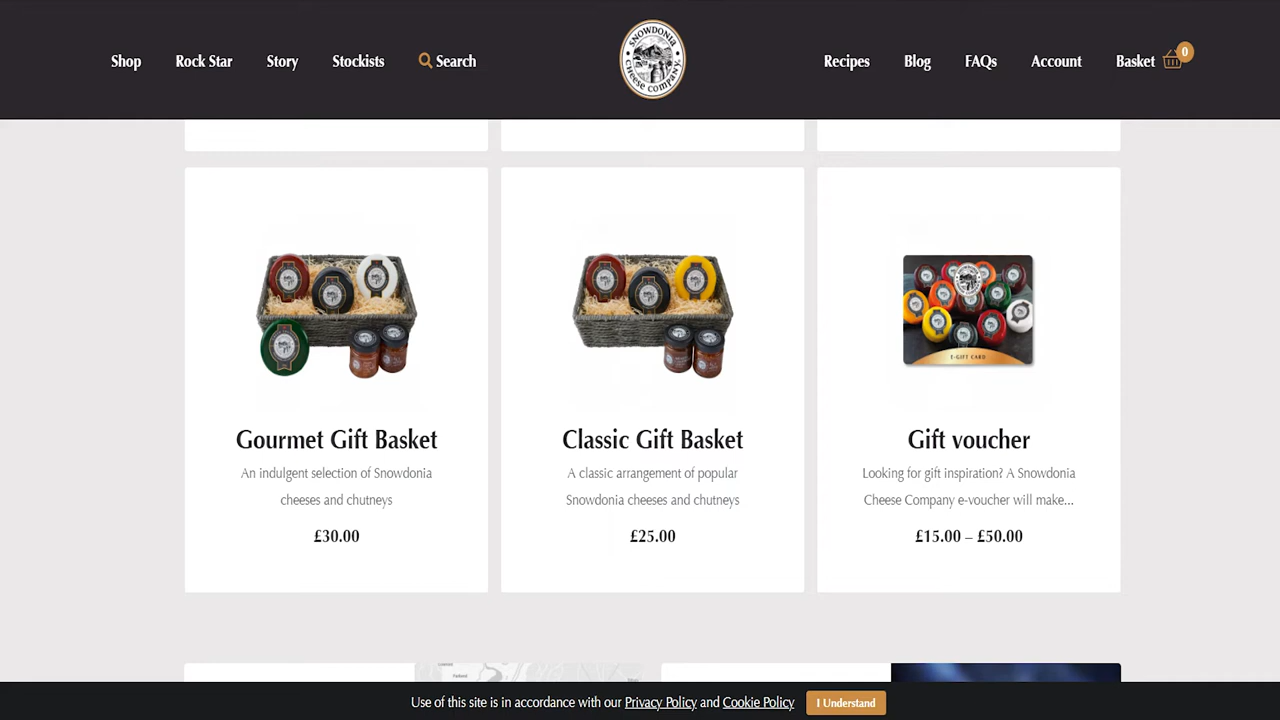 Shop Rock Star Story Stockists Search
SNOWDONIA
CHEESE COMPANY
Recipes Blog FAQs Account Basket 0
Gourmet Gift Basket
An indulgent selection of Snowdonia
cheeses and chutneys
£30.00
Classic Gift Basket
A classic arrangement of popular
Snowdonia cheeses and chutneys
£25.00
E-GIFT CARD
Gift voucher
Looking for gift inspiration? A Snowdonia
Cheese Company e-voucher will make...
£15.00 – £50.00
Use of this site is in accordance with our Privacy Policy and Cookie Policy
I Understand